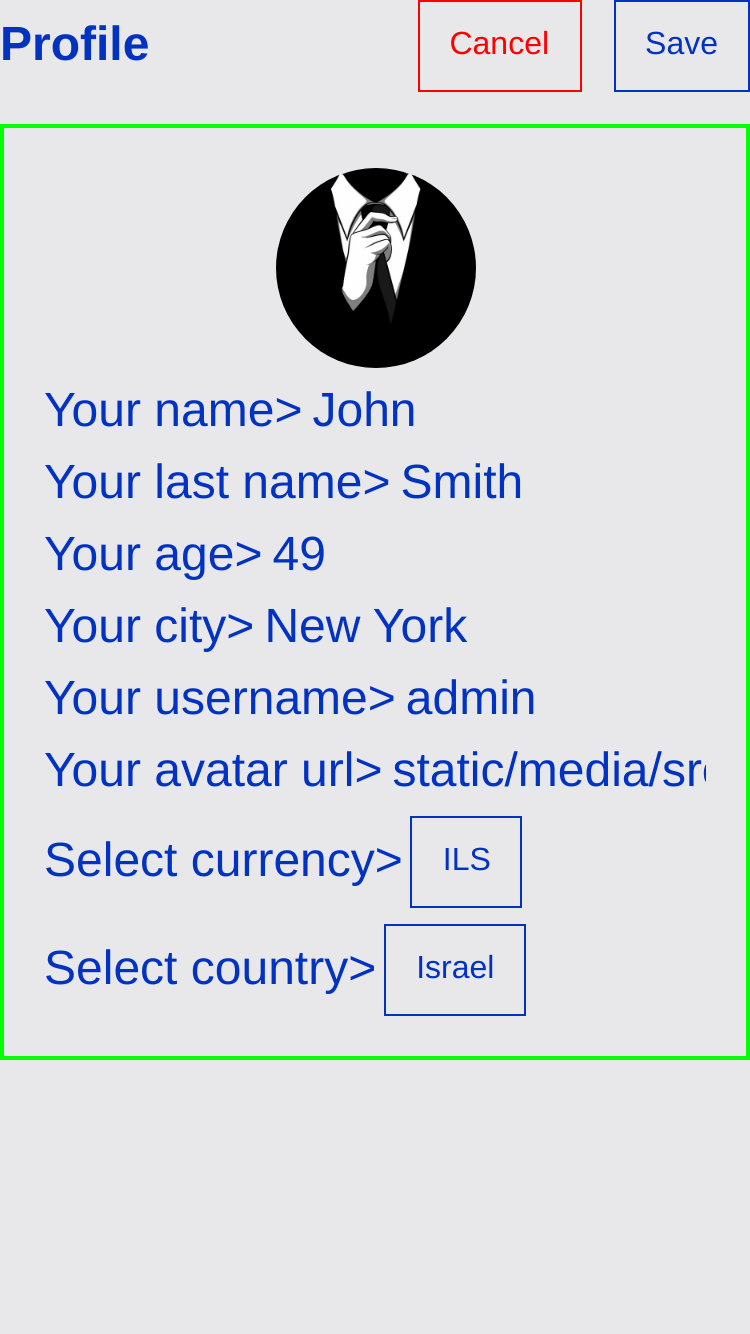 Profile
Cancel
Save
Your name> John
Your last name> Smith
Your age> 49
Your city> New York
Your username> admin
Your avatar url> static/media/sr
Select currency> ILS
Select country> Israel